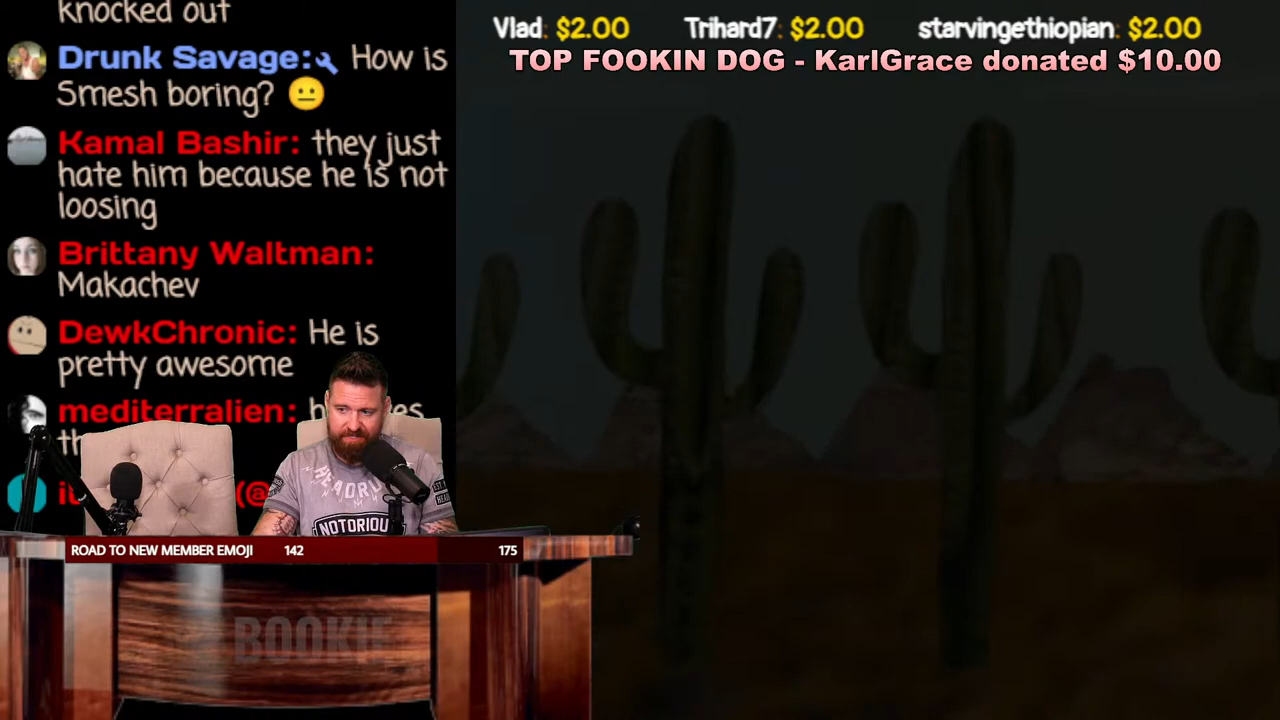 knocked out
Drunk Savage: How is
Smesh boring? 😐
Kamal Bashir: they just
hate him because he is not
loosing
Brittany Waltman:
Makachev
DewkChronic: He is
pretty awesome
mediterralien:
Vlad: $2.00 Trihard7: $2.00 starvingethiopian: $2.00
TOP FOOKIN DOG - KarlGrace donated $10.00
NOTORIOU
ROAD TO NEW MEMBER EMOJI 142 175
BOOKIE